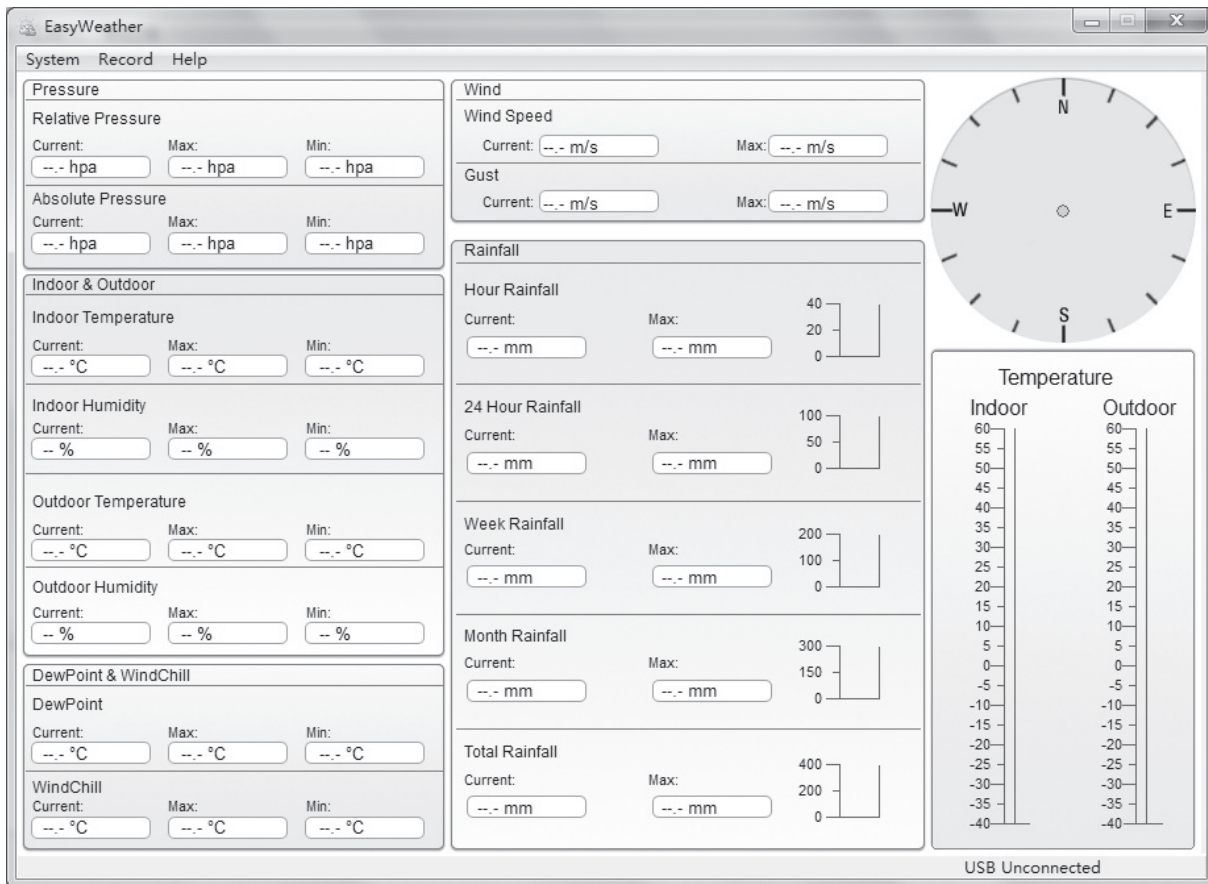 EasyWeather
System Record Help
Pressure
Relative Pressure
Current: Max: Min:
--.- hpa --.- hpa --.- hpa
Absolute Pressure
Current: Max: Min:
--.- hpa --.- hpa --.- hpa
Indoor & Outdoor
Indoor Temperature
Current: Max: Min:
--.- °C --.- °C --.- °C
Indoor Humidity
Current: Max: Min:
-- % -- % -- %
Outdoor Temperature
Current: Max: Min:
--.- °C --.- °C --.- °C
Outdoor Humidity
Current: Max: Min:
-- % -- % -- %
DewPoint & WindChill
DewPoint
Current: Max: Min:
--.- °C --.- °C --.- °C
WindChill
Current: Max: Min:
--.- °C --.- °C --.- °C
Wind
Wind Speed
Current: --.- m/s Max: --.- m/s
Gust
Current: --.- m/s Max: --.- m/s
Rainfall
Hour Rainfall
Current: Max:
--.- mm --.- mm
40
20
0
24 Hour Rainfall
Current: Max:
--.- mm --.- mm
100
50
0
Week Rainfall
Current: Max:
--.- mm --.- mm
200
100
0
Month Rainfall
Current: Max:
--.- mm --.- mm
300
150
0
Total Rainfall
Current: Max:
--.- mm --.- mm
400
200
0
N
W E
S
Temperature
Indoor Outdoor
60 60
55 55
50 50
45 45
40 40
35 35
30 30
25 25
20 20
15 15
10 10
5 5
0 0
-5 -5
-10 -10
-15 -15
-20 -20
-25 -25
-30 -30
-35 -35
-40 -40
USB Unconnected